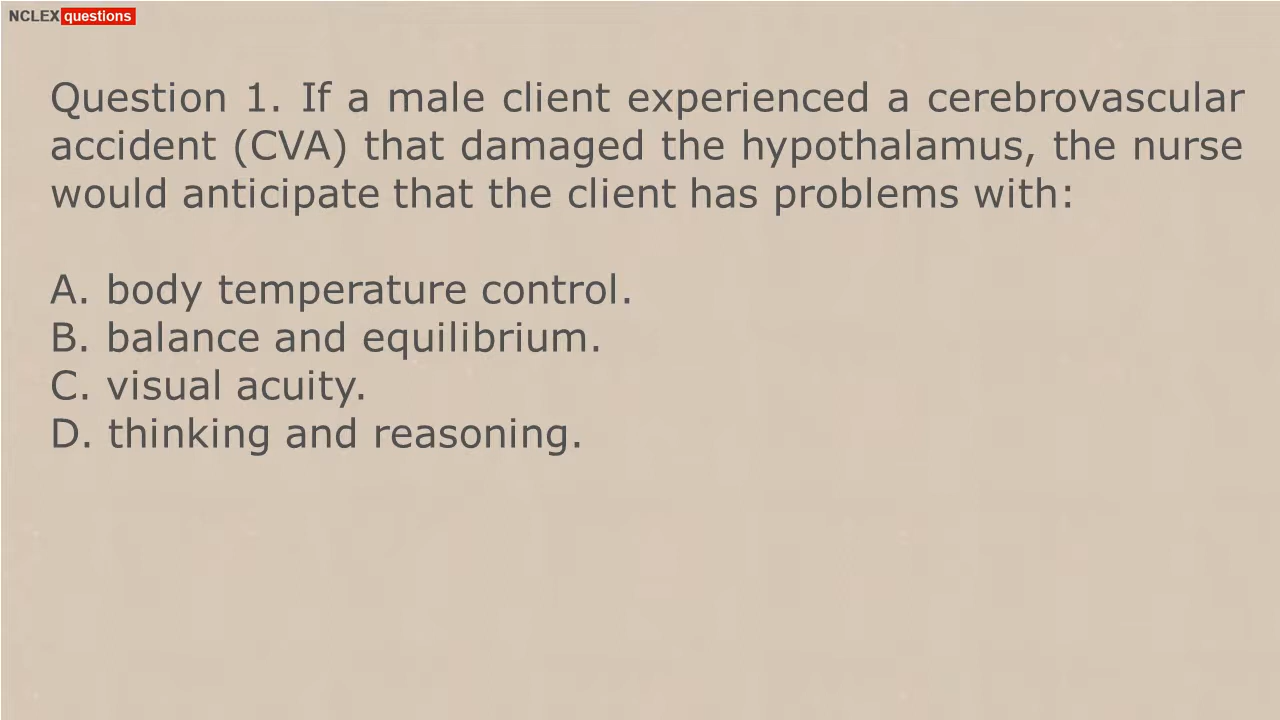 NCLEX questions
Question 1. If a male client experienced a cerebrovascular
accident (CVA) that damaged the hypothalamus, the nurse
would anticipate that the client has problems with:
A. body temperature control.
B. balance and equilibrium.
C. visual acuity.
D. thinking and reasoning.